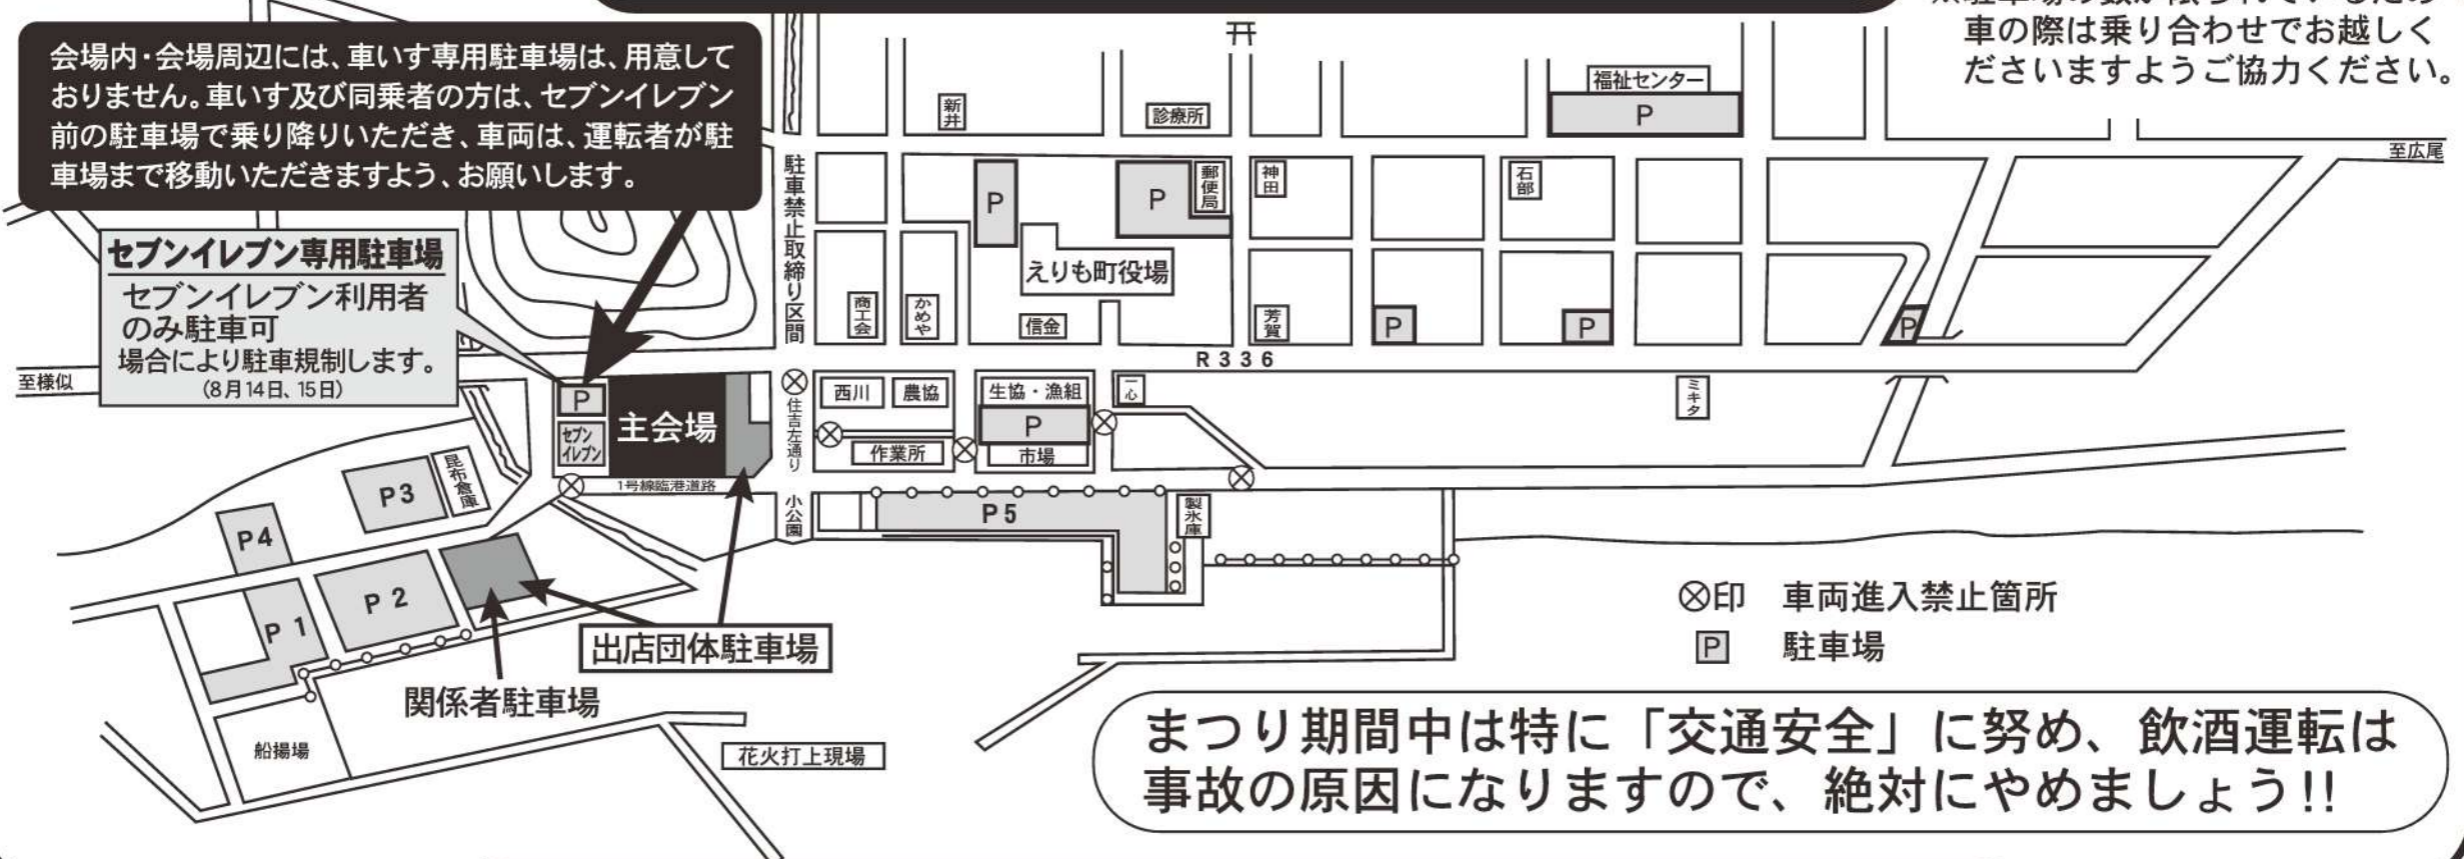 車の際は乗り合わせでお越しく
ださいますようご協力ください。
会場内・会場周辺には、車いす専用駐車場は、用意して
おりません。車いす及び同乗者の方は、セブンイレブン
前の駐車場で乗り降りいただき、車両は、運転者が駐
車場まで移動いただきますよう、お願いします。
セブンイレブン専用駐車場
セブンイレブン利用者
のみ駐車可
場合により駐車規制します。
(8月14日、15日)
至様似
駐車禁止取締り区間
新井
診療所
福祉センター
P
至広尾
P
P
郵便局
神田
石部
えりも町役場
商工会
かめや
信金
芳賀
P
P
P
R336
P
セブン
イレブン
主会場
住吉左通り
西川
農協
作業所
生協・漁組
P
市場
一心
ミキタ
1号線臨港道路
小公園
P5
製氷庫
昆布倉庫
P3
P4
P2
P1
出店団体駐車場
関係者駐車場
船揚場
花火打上現場
⊗印 車両進入禁止箇所
P 駐車場
まつり期間中は特に「交通安全」に努め、飲酒運転は
事故の原因になりますので、絶対にやめましょう!!